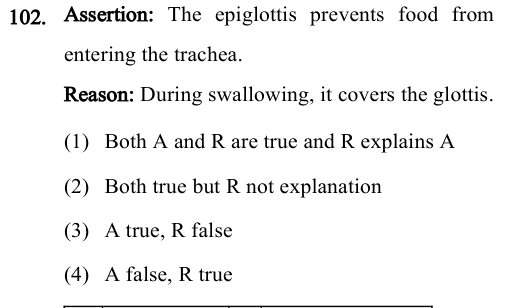 102. Assertion: The epiglottis prevents food from
entering the trachea.
Reason: During swallowing, it covers the glottis.
(1) Both A and R are true and R explains A
(2) Both true but R not explanation
(3) A true, R false
(4) A false, R true